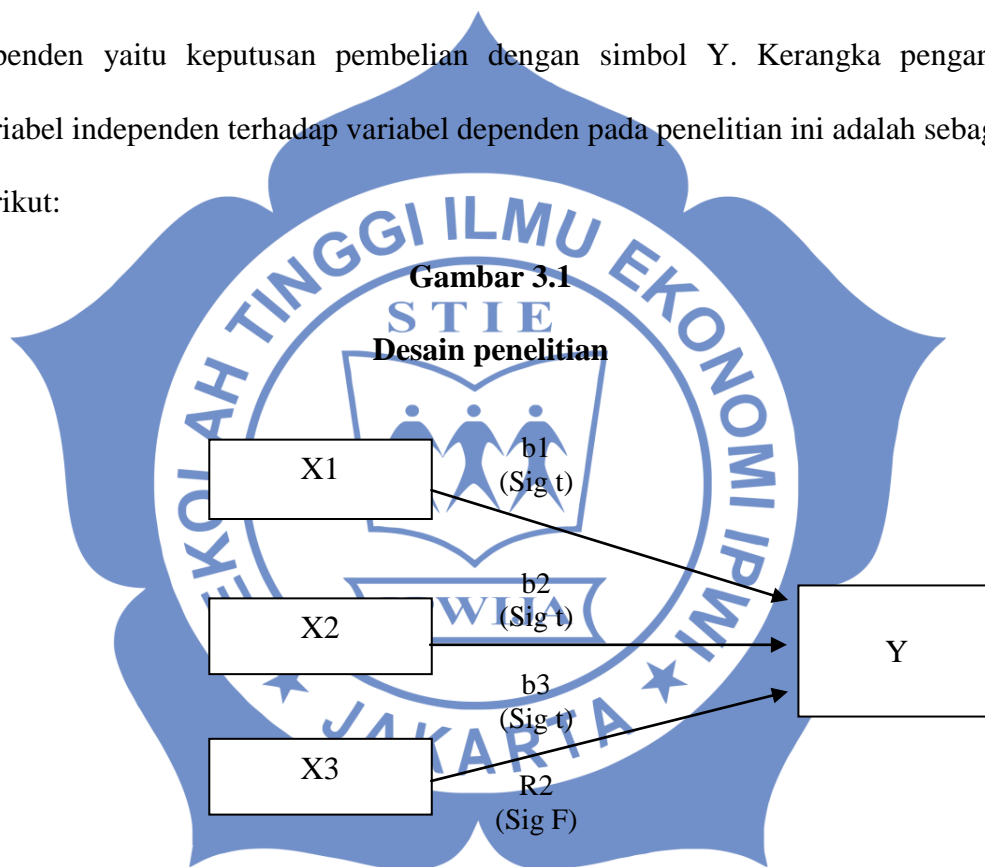 penden yaitu keputusan pembelian dengan simbol Y. Kerangka pengar
riabel independen terhadap variabel dependen pada penelitian ini adalah sebag
rikut:
EKOLAH TINGGI ILMU EKONOMI IPWI
Gambar 3.1
STIE
Desain penelitian
X1
b1
(Sig t)
X2
b2
(Sig t)
WIJA
Y
b3
(Sig t)
X3
R2
(Sig F)
★ JAKARTA ★